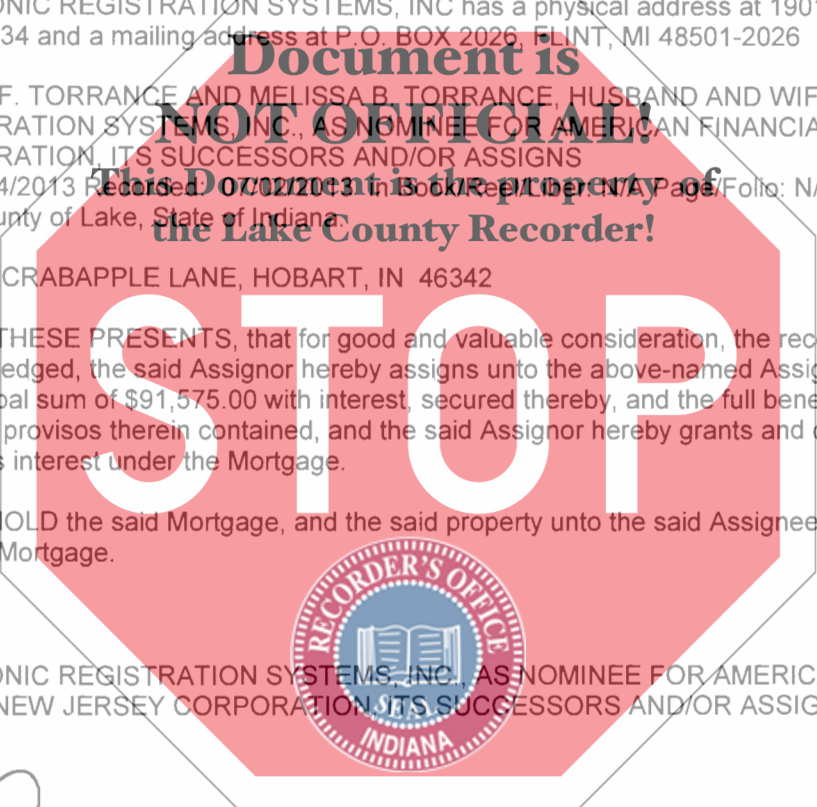 ONIC REGISTRATION SYSTEMS, INC has a physical address at 1901
34 and a mailing address at P.O. BOX 2026, FLINT, MI 48501-2026
Document is
F. TORRANCE AND MELISSA B. TORRANCE, HUSBAND AND WIF
NOT OFFICIAL!
RATION SYSTEMS, INC., AS NOMINEE FOR AMERICAN FINANCIA
RATION, ITS SUCCESSORS AND/OR ASSIGNS
This Document is the property of
4/2013 Recorded: 07/02/2013 in Book/Reel/Liber: N/A Page/Folio: N/
unty of Lake, State of Indiana.
the Lake County Recorder!
CRABAPPLE LANE, HOBART, IN 46342
STOP
THESE PRESENTS, that for good and valuable consideration, the rec
edged, the said Assignor hereby assigns unto the above-named Assig
pal sum of $91,575.00 with interest, secured thereby, and the full bene
provisos therein contained, and the said Assignor hereby grants and
s interest under the Mortgage.
HOLD the said Mortgage, and the said property unto the said Assignee
Mortgage.
RECORDER'S OFFICE
ONIC REGISTRATION SYSTEMS, INC., AS NOMINEE FOR AMERIC
NEW JERSEY CORPORATION, ITS SUCCESSORS AND/OR ASSIG
INDIANA